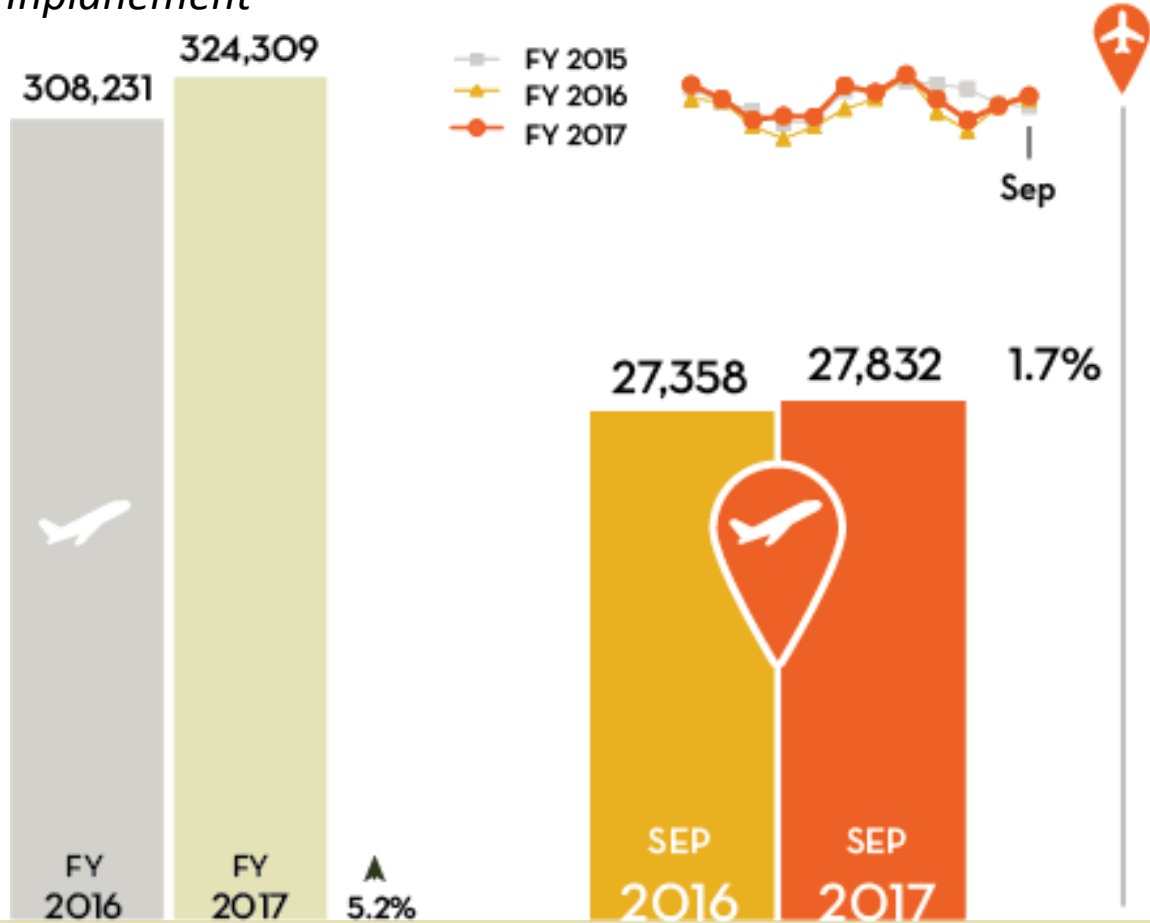 inplanement
324,309
308,231
FY 2015
FY 2016
FY 2017
Sep
27,358
27,832
1.7%
FY
2016
FY
2017
5.2%
SEP
2016
SEP
2017